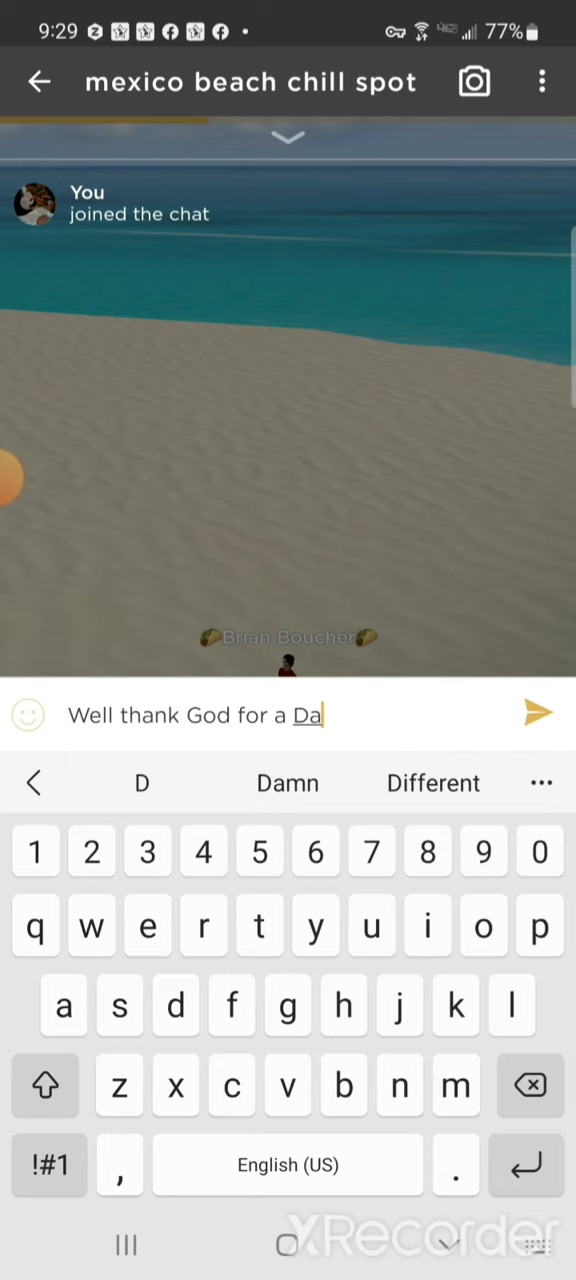 9:29 77%
mexico beach chill spot
You
joined the chat
🌮Brian Boucher🌮
Well thank God for a Da
D Damn Different ...
1 2 3 4 5 6 7 8 9 0
q w e r t y u i o p
a s d f g h j k l
z x c v b n m
!#1 , English (US) .
XRecorder